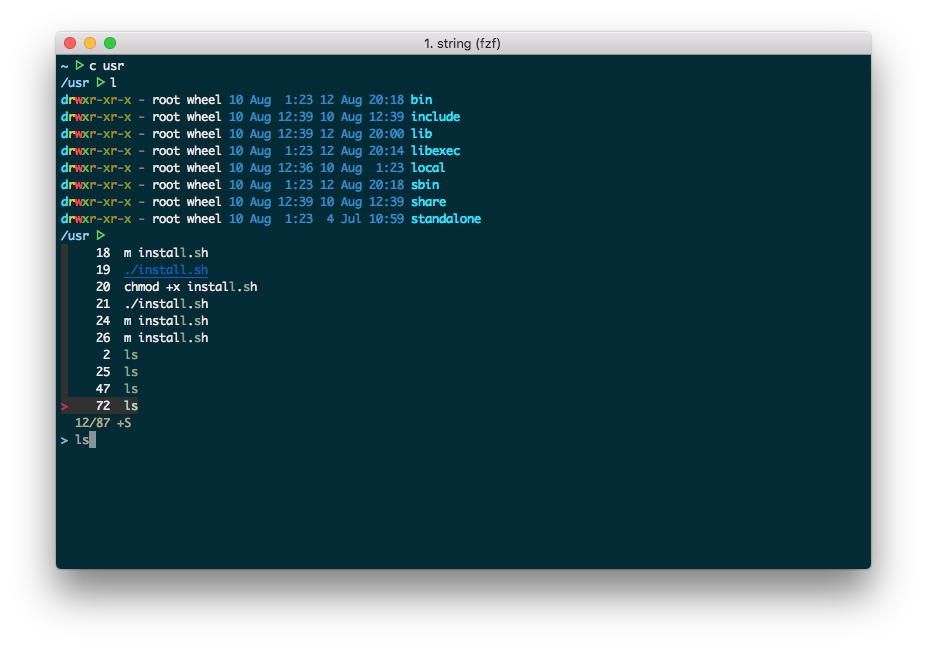 1. string (fzf)
~ ▷ c usr
/usr ▷ l
drwxr-xr-x - root wheel 10 Aug  1:23 12 Aug 20:18 bin
drwxr-xr-x - root wheel 10 Aug 12:39 10 Aug 12:39 include
drwxr-xr-x - root wheel 10 Aug 12:39 12 Aug 20:00 lib
drwxr-xr-x - root wheel 10 Aug  1:23 12 Aug 20:14 libexec
drwxr-xr-x - root wheel 10 Aug 12:36 10 Aug  1:23 local
drwxr-xr-x - root wheel 10 Aug  1:23 12 Aug 20:18 sbin
drwxr-xr-x - root wheel 10 Aug 12:39 10 Aug 12:39 share
drwxr-xr-x - root wheel 10 Aug  1:23  4 Jul 10:59 standalone
/usr ▷
18  m install.sh
19  ./install.sh
20  chmod +x install.sh
21  ./install.sh
24  m install.sh
26  m install.sh
2  ls
25  ls
47  ls
> 72  ls
12/87 +S
> ls